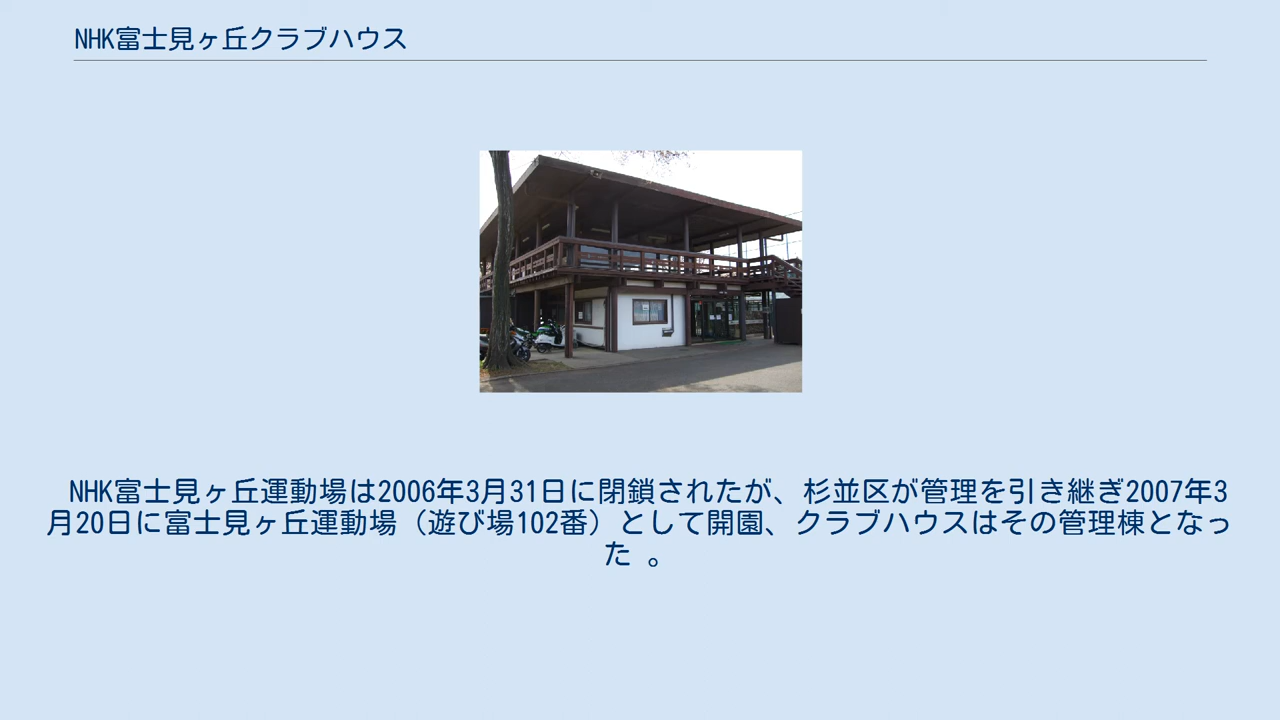 NHK富士見ヶ丘クラブハウス
NHK富士見ヶ丘運動場は2006年3月31日に閉鎖されたが、杉並区が管理を引き継ぎ2007年3
月20日に富士見ヶ丘運動場（遊び場102番）として開園、クラブハウスはその管理棟となっ
た 。